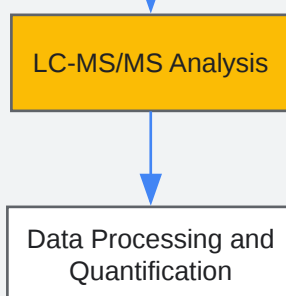 LC-MS/MS Analysis
Data Processing and
Quantification